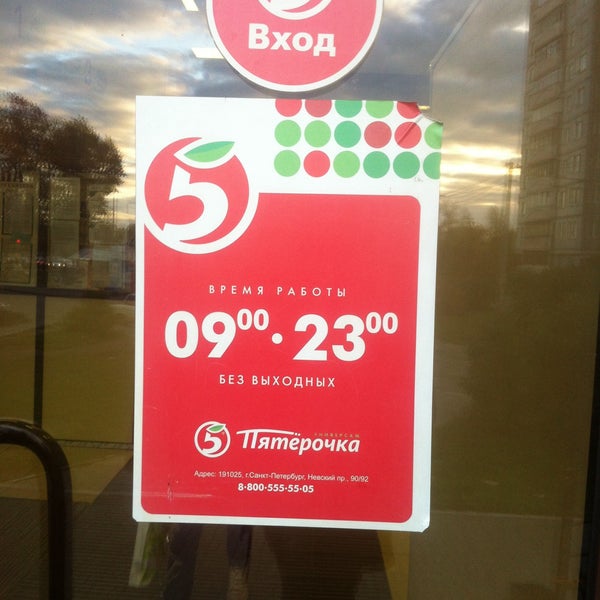 Вход
5
ВРЕМЯ РАБОТЫ
09⁰⁰ · 23⁰⁰
БЕЗ ВЫХОДНЫХ
УНИВЕРСАМ
5 Пятёрочка
Адрес: 191025, г.Санкт-Петербург, Невский пр., 90/92
8-800-555-55-05